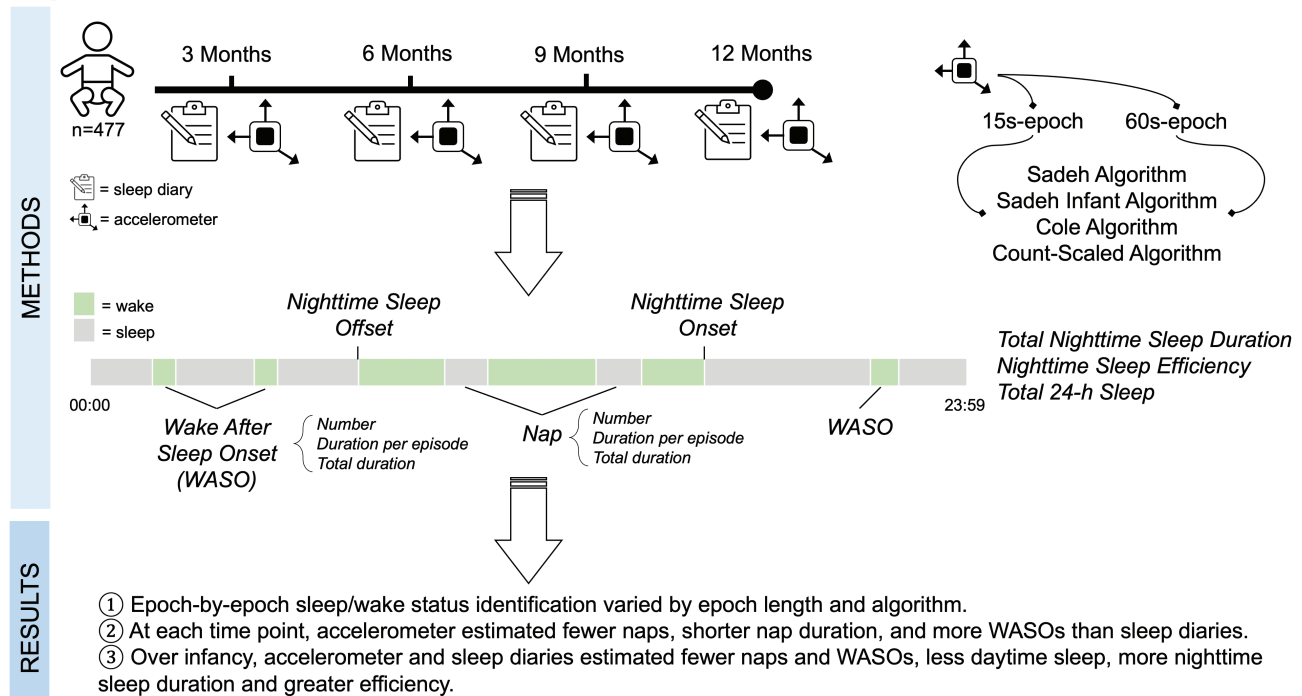 METHODS
3 Months
6 Months
9 Months
12 Months
n=477
= sleep diary
= accelerometer
15s-epoch
60s-epoch
Sadeh Algorithm
Sadeh Infant Algorithm
Cole Algorithm
Count-Scaled Algorithm
= wake
= sleep
Nighttime Sleep
Offset
Nighttime Sleep
Onset
00:00
23:59
Wake After
Sleep Onset
(WASO)
Number
Duration per episode
Total duration
Nap
Number
Duration per episode
Total duration
WASO
Total Nighttime Sleep Duration
Nighttime Sleep Efficiency
Total 24-h Sleep
RESULTS
① Epoch-by-epoch sleep/wake status identification varied by epoch length and algorithm.
② At each time point, accelerometer estimated fewer naps, shorter nap duration, and more WASOs than sleep diaries.
③ Over infancy, accelerometer and sleep diaries estimated fewer naps and WASOs, less daytime sleep, more nighttime
sleep duration and greater efficiency.